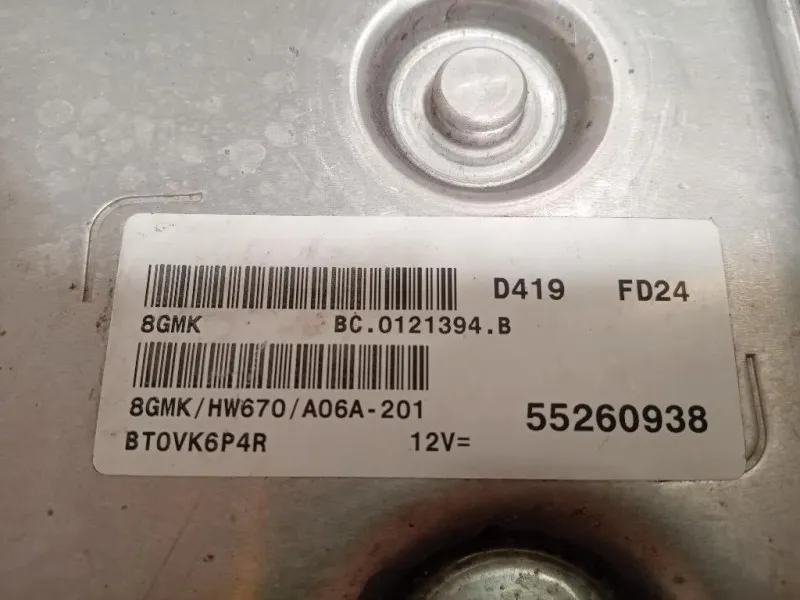 D419 FD24
8GMK BC.0121394.B
8GMK/HW670/A06A-201
55260938
BT0VK6P4R 12V=